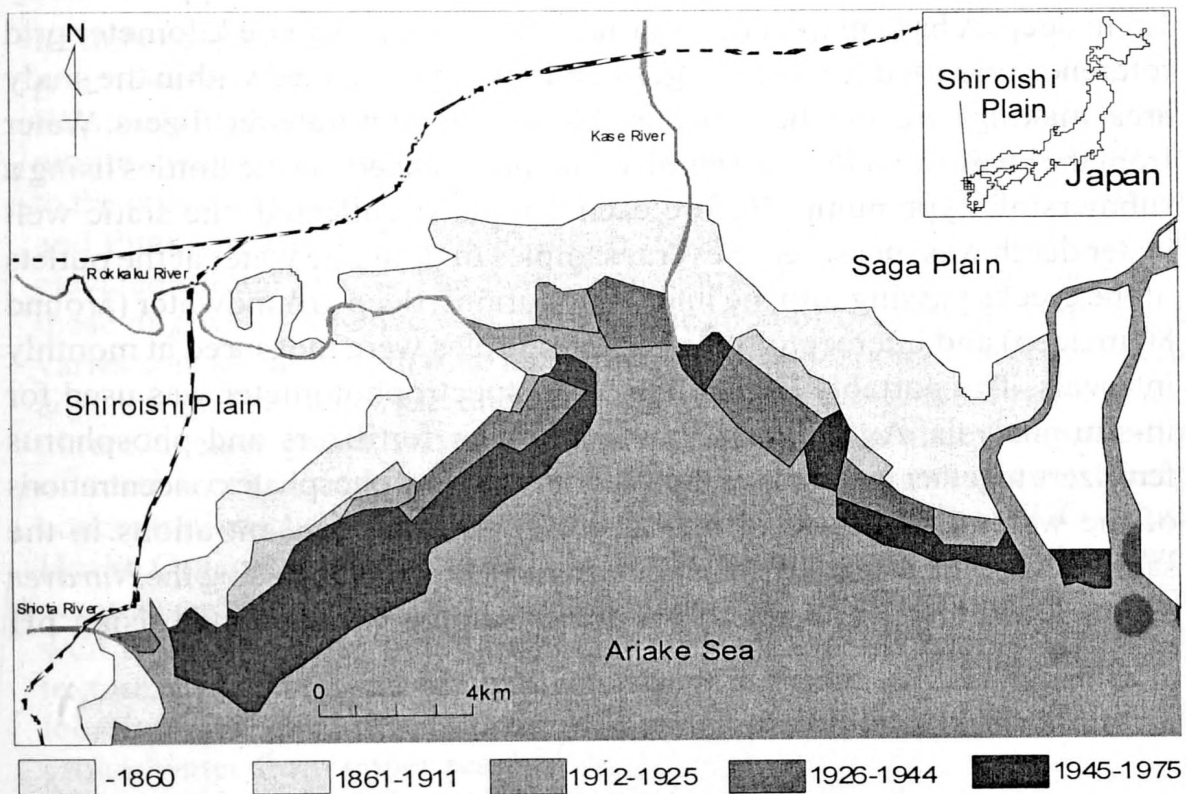 N
Kase River
Shiroishi
Plain
Japan
Rokkaku River
Saga Plain
Shiroishi Plain
Shiota River
Ariake Sea
0 4km
-1860
1861-1911
1912-1925
1926-1944
1945-1975